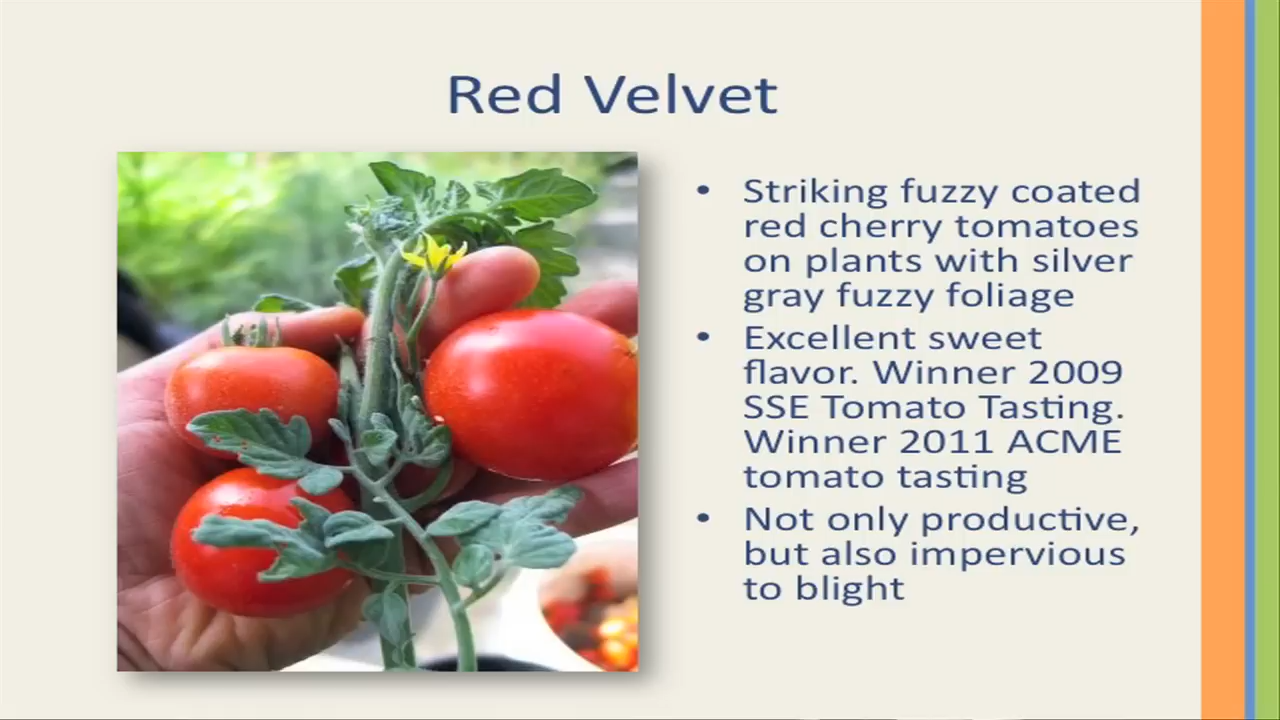 Red Velvet
• Striking fuzzy coated
red cherry tomatoes
on plants with silver
gray fuzzy foliage
• Excellent sweet
flavor. Winner 2009
SSE Tomato Tasting.
Winner 2011 ACME
tomato tasting
• Not only productive,
but also impervious
to blight